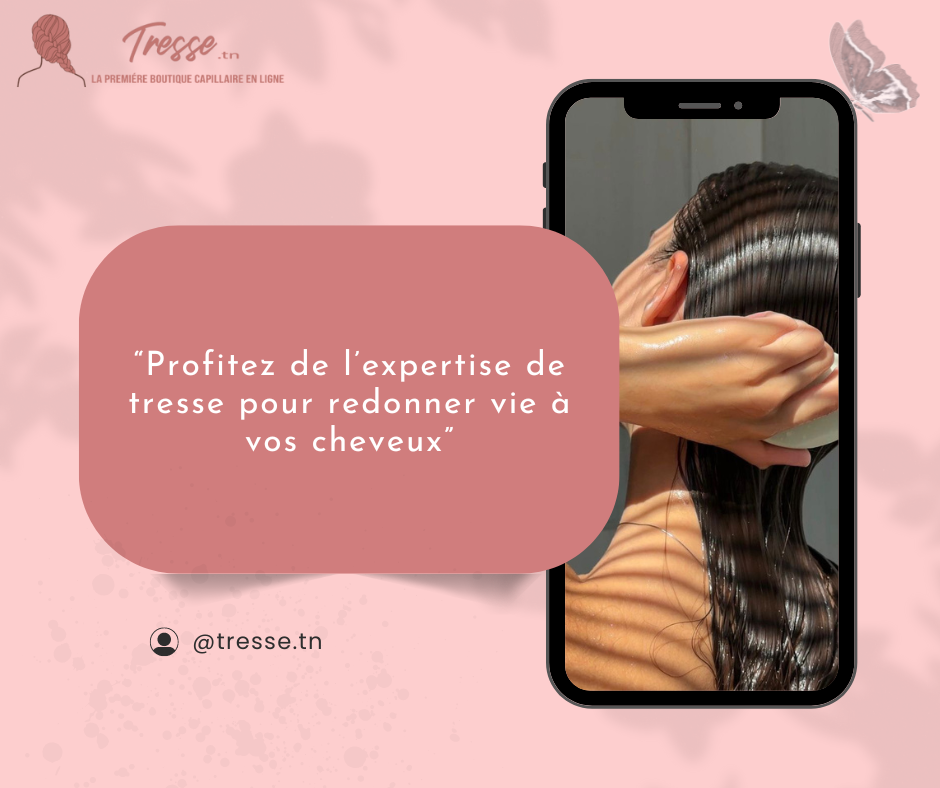 Tresse.tn
LA PREMIÈRE BOUTIQUE CAPILLAIRE EN LIGNE
“Profitez de l’expertise de
tresse pour redonner vie à
vos cheveux”
@tresse.tn